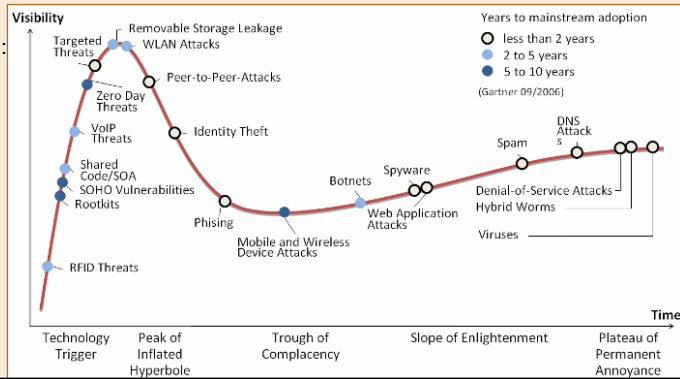 Visibility
:
Years to mainstream adoption
less than 2 years
2 to 5 years
5 to 10 years
(Gartner 09/2006)
Removable Storage Leakage
WLAN Attacks
Targeted
Threats
Peer-to-Peer-Attacks
Zero Day
Threats
VoIP
Threats
Identity Theft
Shared
Code/SOA
SOHO Vulnerabilities
Rootkits
RFID Threats
Phising
Mobile and Wireless
Device Attacks
Botnets
Spyware
Web Application
Attacks
Spam
DNS
Attack
s
Denial-of-Service Attacks
Hybrid Worms
Viruses
Time
Technology
Trigger
Peak of
Inflated
Hyperbole
Trough of
Complacency
Slope of Enlightenment
Plateau of
Permanent
Annoyance